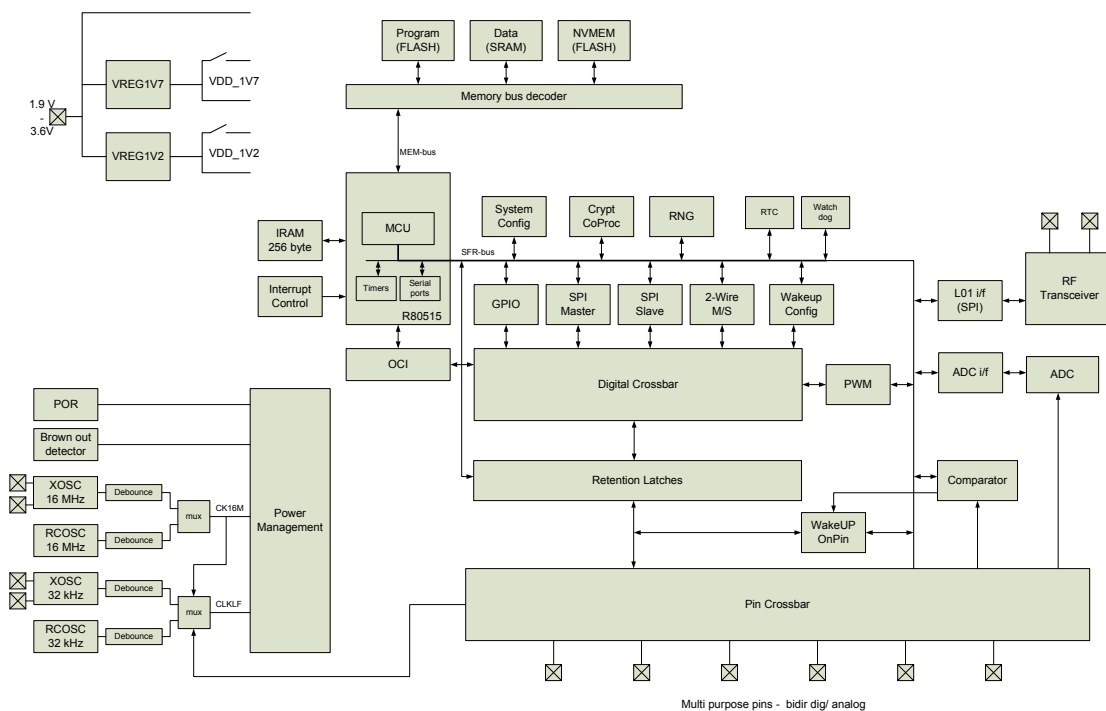 Program
(FLASH)
Data
(SRAM)
NVMEM
(FLASH)
VREG1V7
VDD_1V7
Memory bus decoder
1.9 V
-
3.6V
VREG1V2
VDD_1V2
MEM-bus
MCU
System
Config
Crypt
CoProc
RNG
RTC
Watch
dog
IRAM
256 byte
SFR-bus
Timers
Serial
ports
Interrupt
Control
R80515
GPIO
SPI
Master
SPI
Slave
2-Wire
M/S
Wakeup
Config
L01 i/f
(SPI)
RF
Transceiver
OCI
Digital Crossbar
PWM
ADC i/f
ADC
POR
Brown out
detector
XOSC
16 MHz
Debounce
mux
CK16M
RCOSC
16 MHz
Debounce
Power
Management
Retention Latches
Comparator
WakeUP
OnPin
XOSC
32 kHz
Debounce
mux
CLKLF
RCOSC
32 kHz
Debounce
Pin Crossbar
Multi purpose pins - bidir dig/ analog